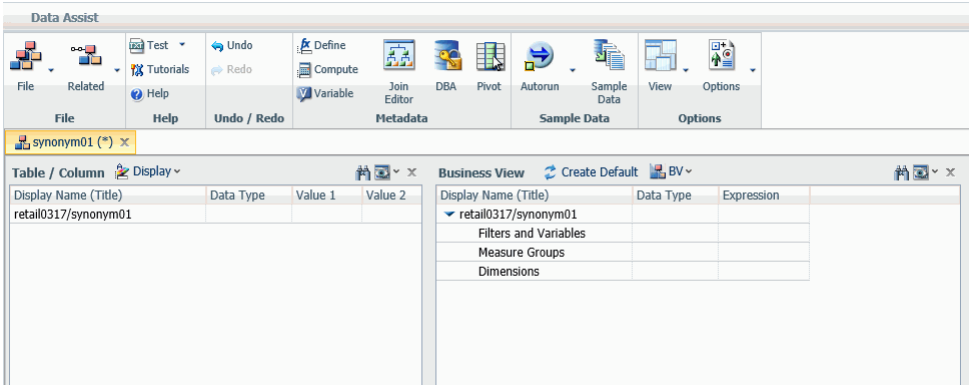 Data Assist
Test
Undo
Define
Tutorials
Redo
Compute
File
Related
Help
Variable
Join
Editor
DBA
Pivot
Autorun
Sample
Data
View
Options
File
Help
Undo / Redo
Metadata
Sample Data
Options
synonym01 (*) ×
Table / Column Display
Business View Create Default BV
Display Name (Title) Data Type Value 1 Value 2
Display Name (Title) Data Type Expression
retail0317/synonym01
retail0317/synonym01
Filters and Variables
Measure Groups
Dimensions